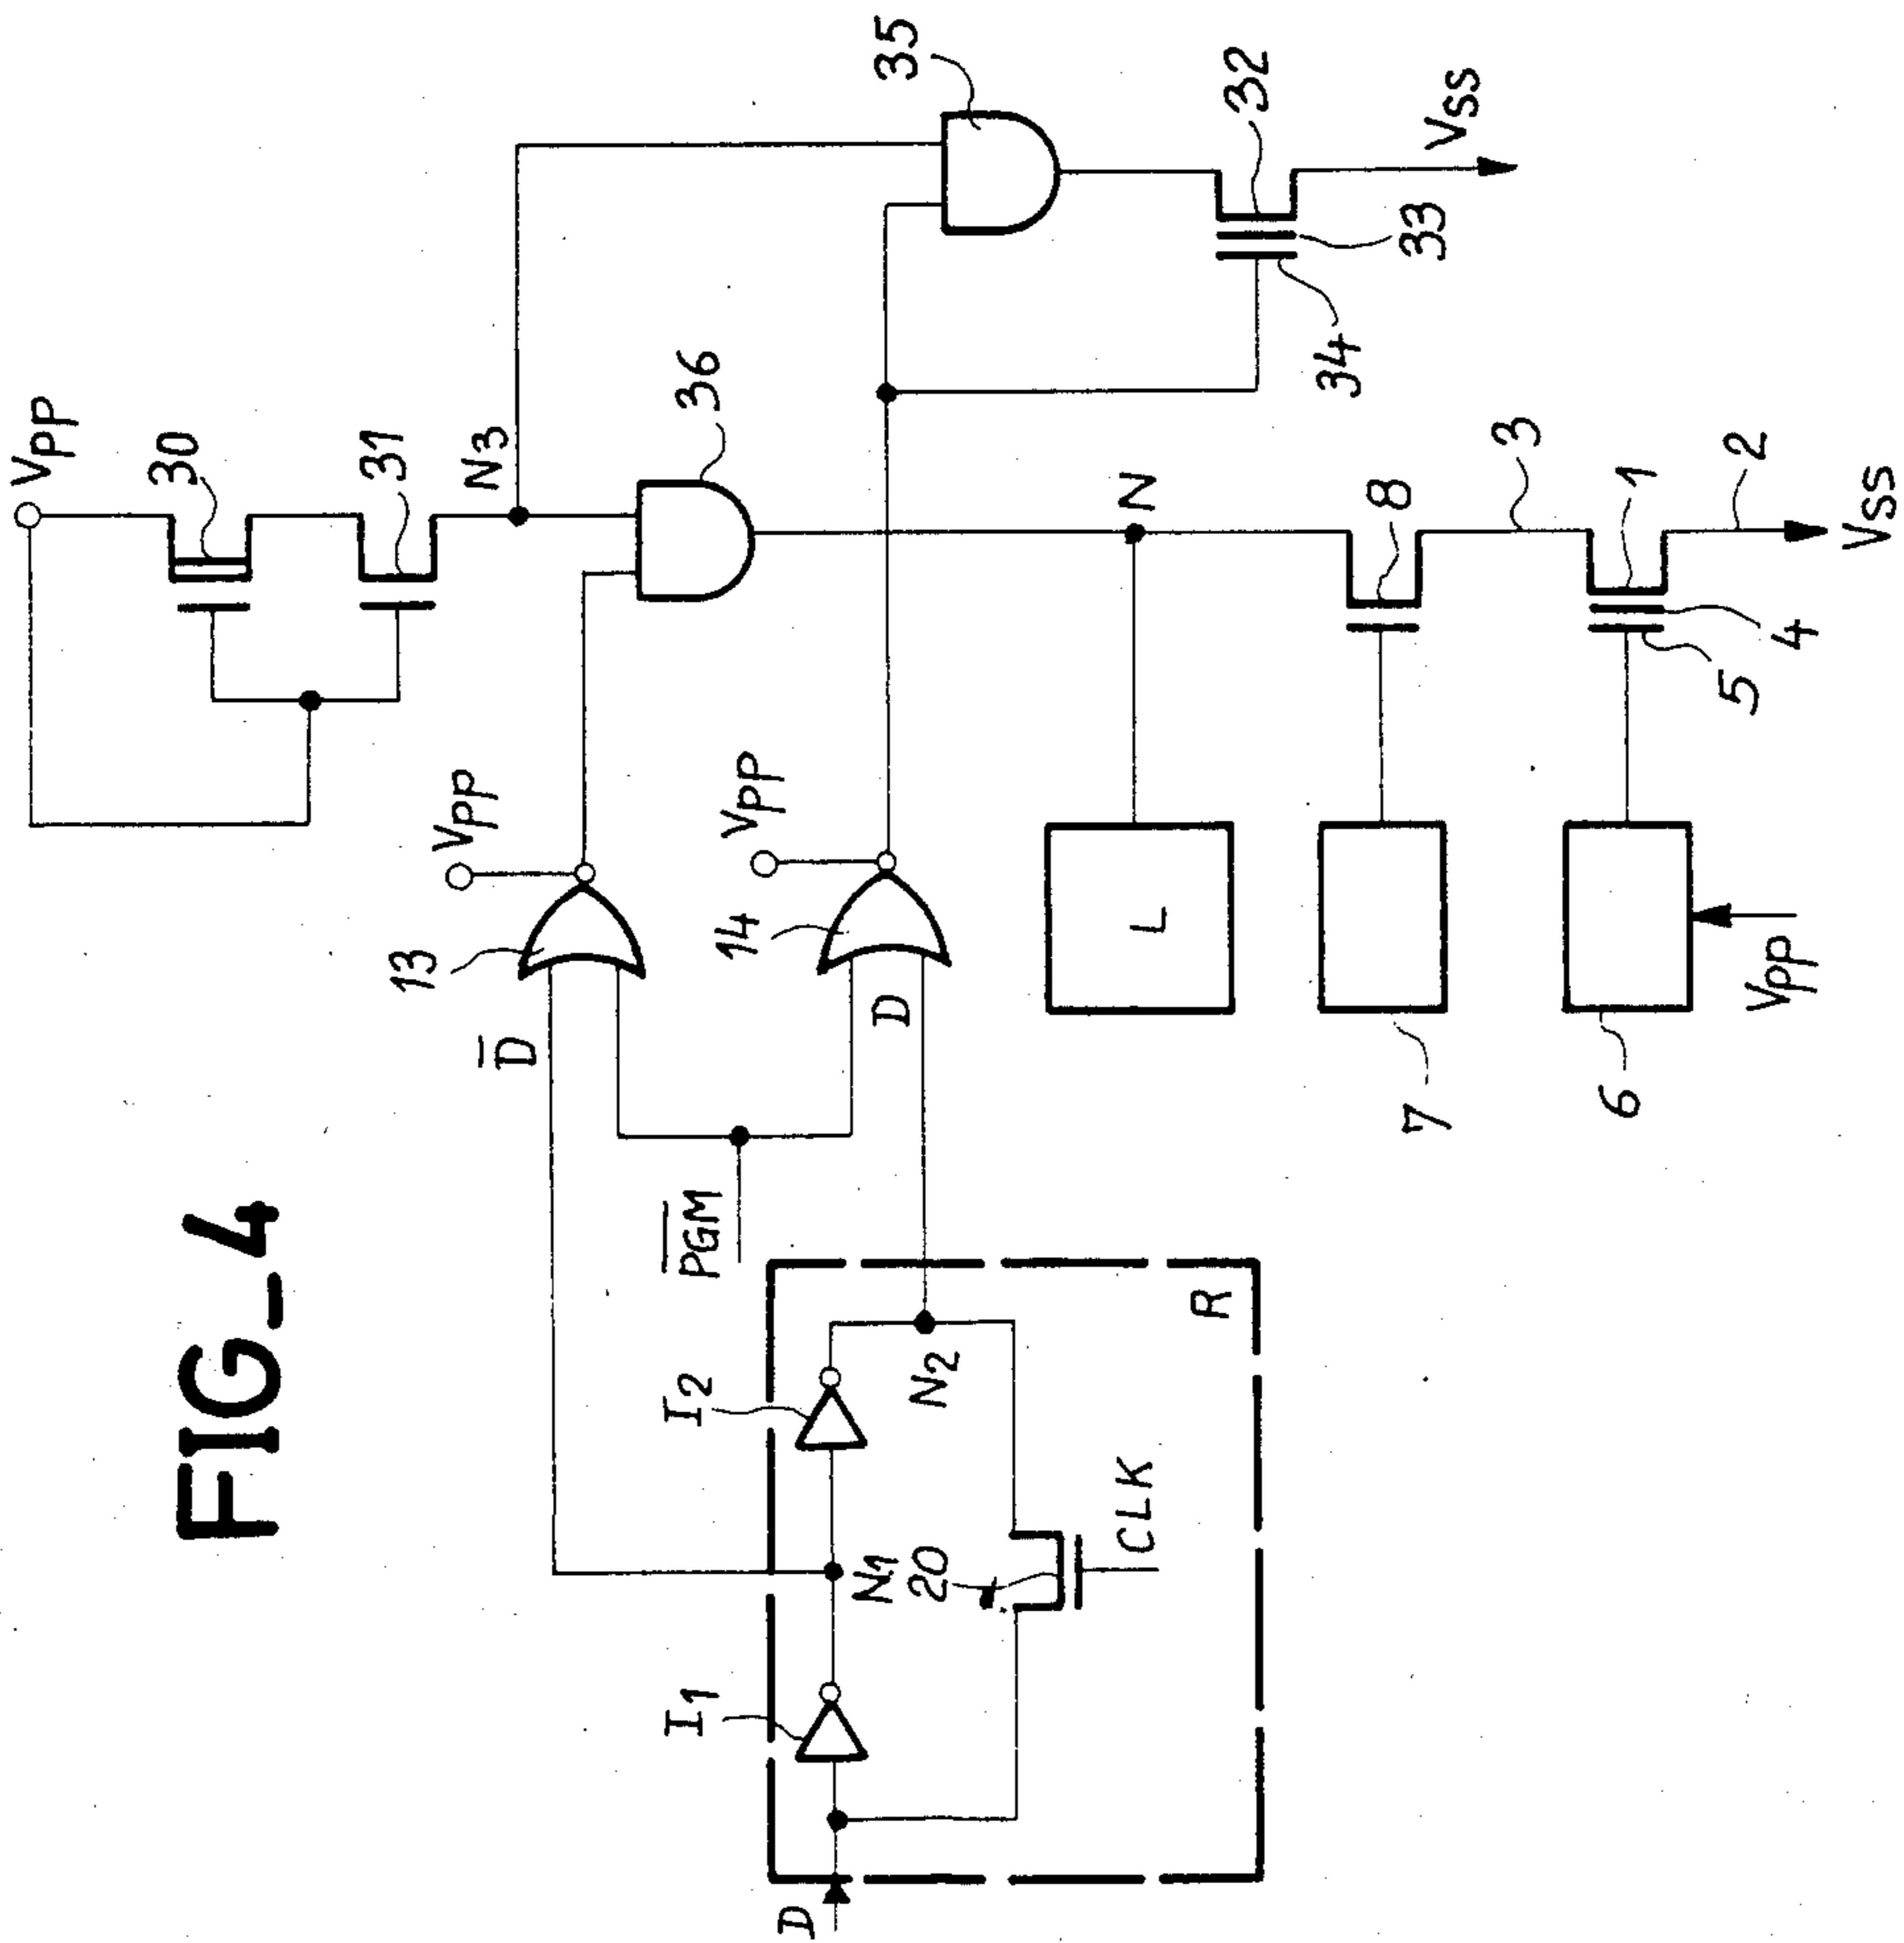 FIG_4
Vpp
30
31
N3
36
35
32
33
34
Vss
Vpp
13
D̅
Vpp
14
D
P̅G̅M̅
N
L
8
3
1
2
Vss
4
5
7
6
Vpp
D
I1
N1
I2
N2
20
CLK
R